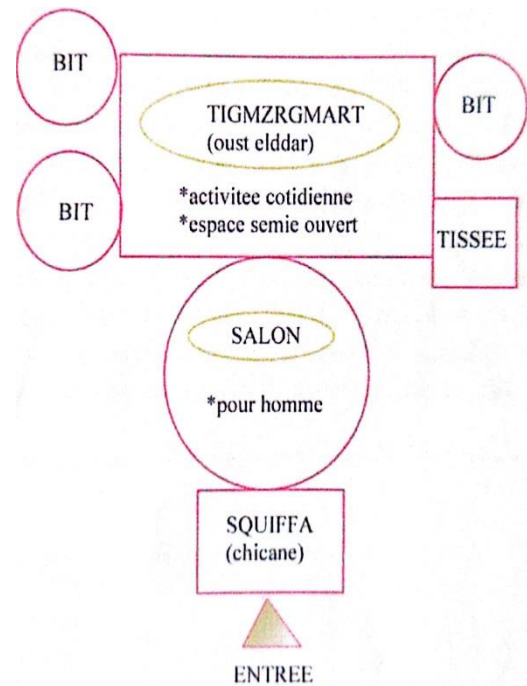 BIT
TIGMZRGMART
(oust elddar)
BIT
BIT
*activitee cotidienne
*espace semie ouvert
TISSEE
SALON
*pour homme
SQUIFFA
(chicane)
ENTREE